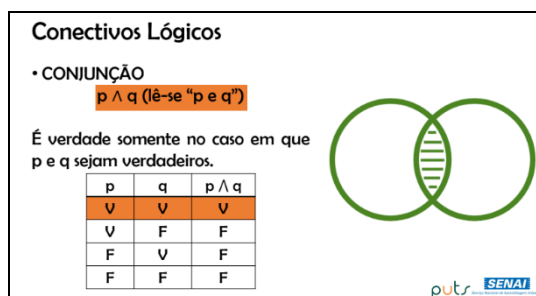 Conectivos Lógicos
• CONJUNÇÃO
p ∧ q (lê-se “p e q”)
É verdade somente no caso em que
p e q sejam verdadeiros.
p q p ∧ q
V V V
V F F
F V F
F F F
puts SENAI